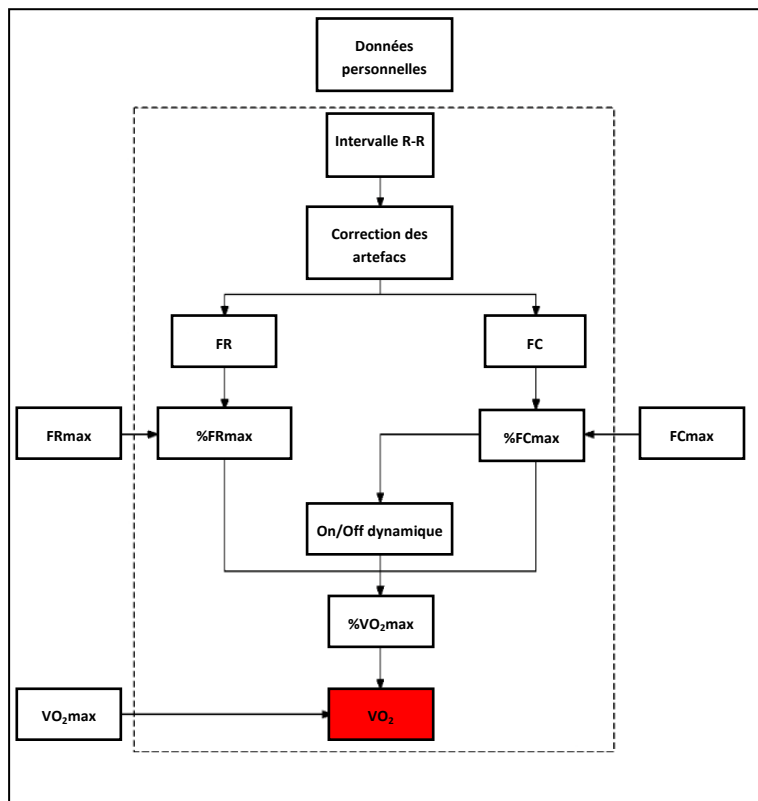 Données
personnelles
Intervalle R-R
Correction des
artefacs
FR
FC
FRmax
%FRmax
%FCmax
FCmax
On/Off dynamique
%VO₂max
VO₂max
VO₂